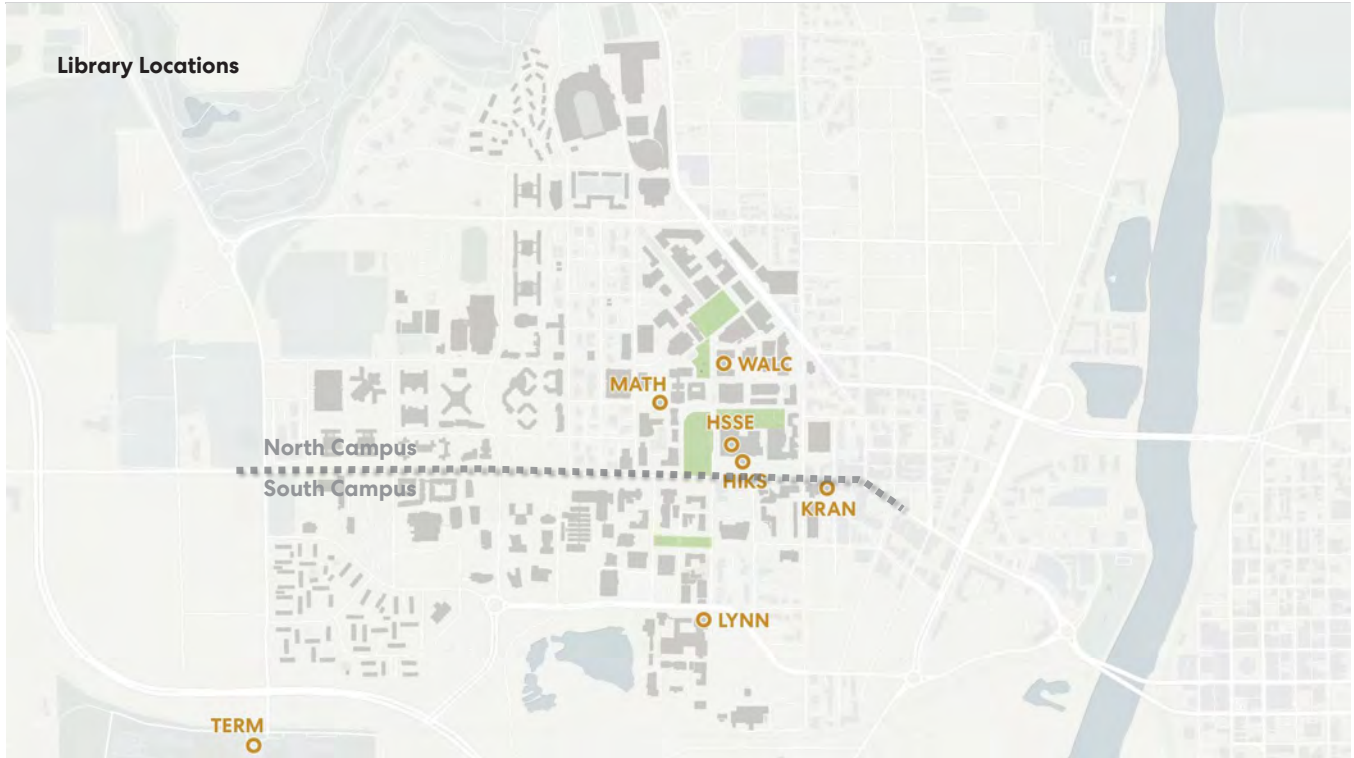 Library Locations
WALC
MATH
HSSE
North Campus
HIKS
South Campus
KRAN
LYNN
TERM